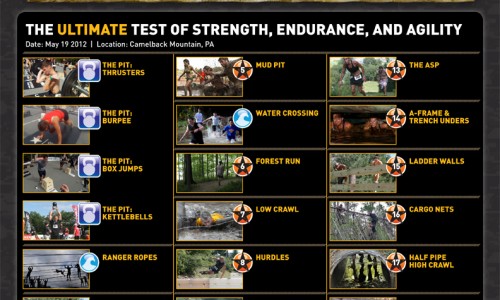 THE ULTIMATE TEST OF STRENGTH, ENDURANCE, AND AGILITY
Date: May 19 2012 | Location: Camelback Mountain, PA
THE PIT:
THRUSTERS
5
MUD PIT
13
THE ASP
THE PIT:
BURPEE
WATER CROSSING
14
A-FRAME &
TRENCH UNDERS
THE PIT:
BOX JUMPS
6
FOREST RUN
15
LADDER WALLS
THE PIT:
KETTLEBELLS
7
LOW CRAWL
16
CARGO NETS
RANGER ROPES
8
HURDLES
17
HALF PIPE
HIGH CRAWL